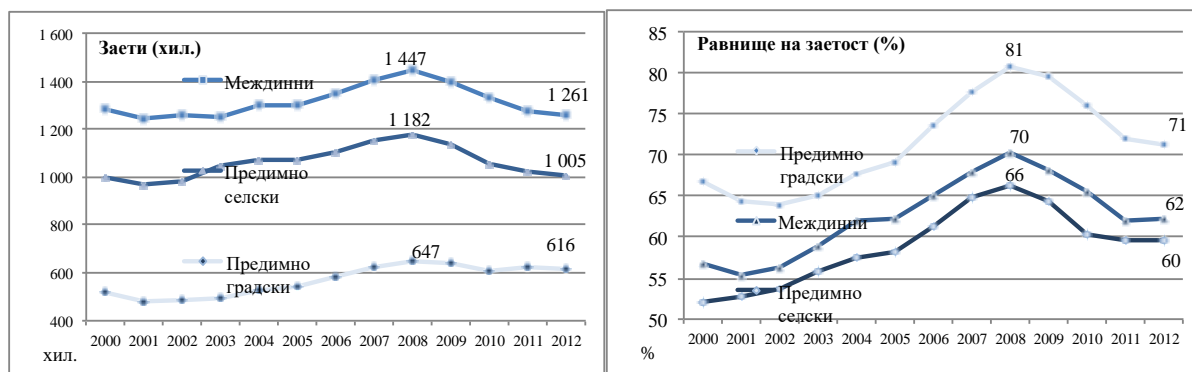 Заети (хил.)
1 600
1 400
1 200
1 000
800
600
400
хил.
2000 2001 2002 2003 2004 2005 2006 2007 2008 2009 2010 2011 2012
Междинни
1 447
1 261
Предимно
селски
1 182
1 005
Предимно
градски
647
616
Равнище на заетост (%)
85
80
75
70
65
60
55
50
%
2000 2001 2002 2003 2004 2005 2006 2007 2008 2009 2010 2011 2012
81
71
Предимно
градски
70
62
Междинни
66
60
Предимно
селски